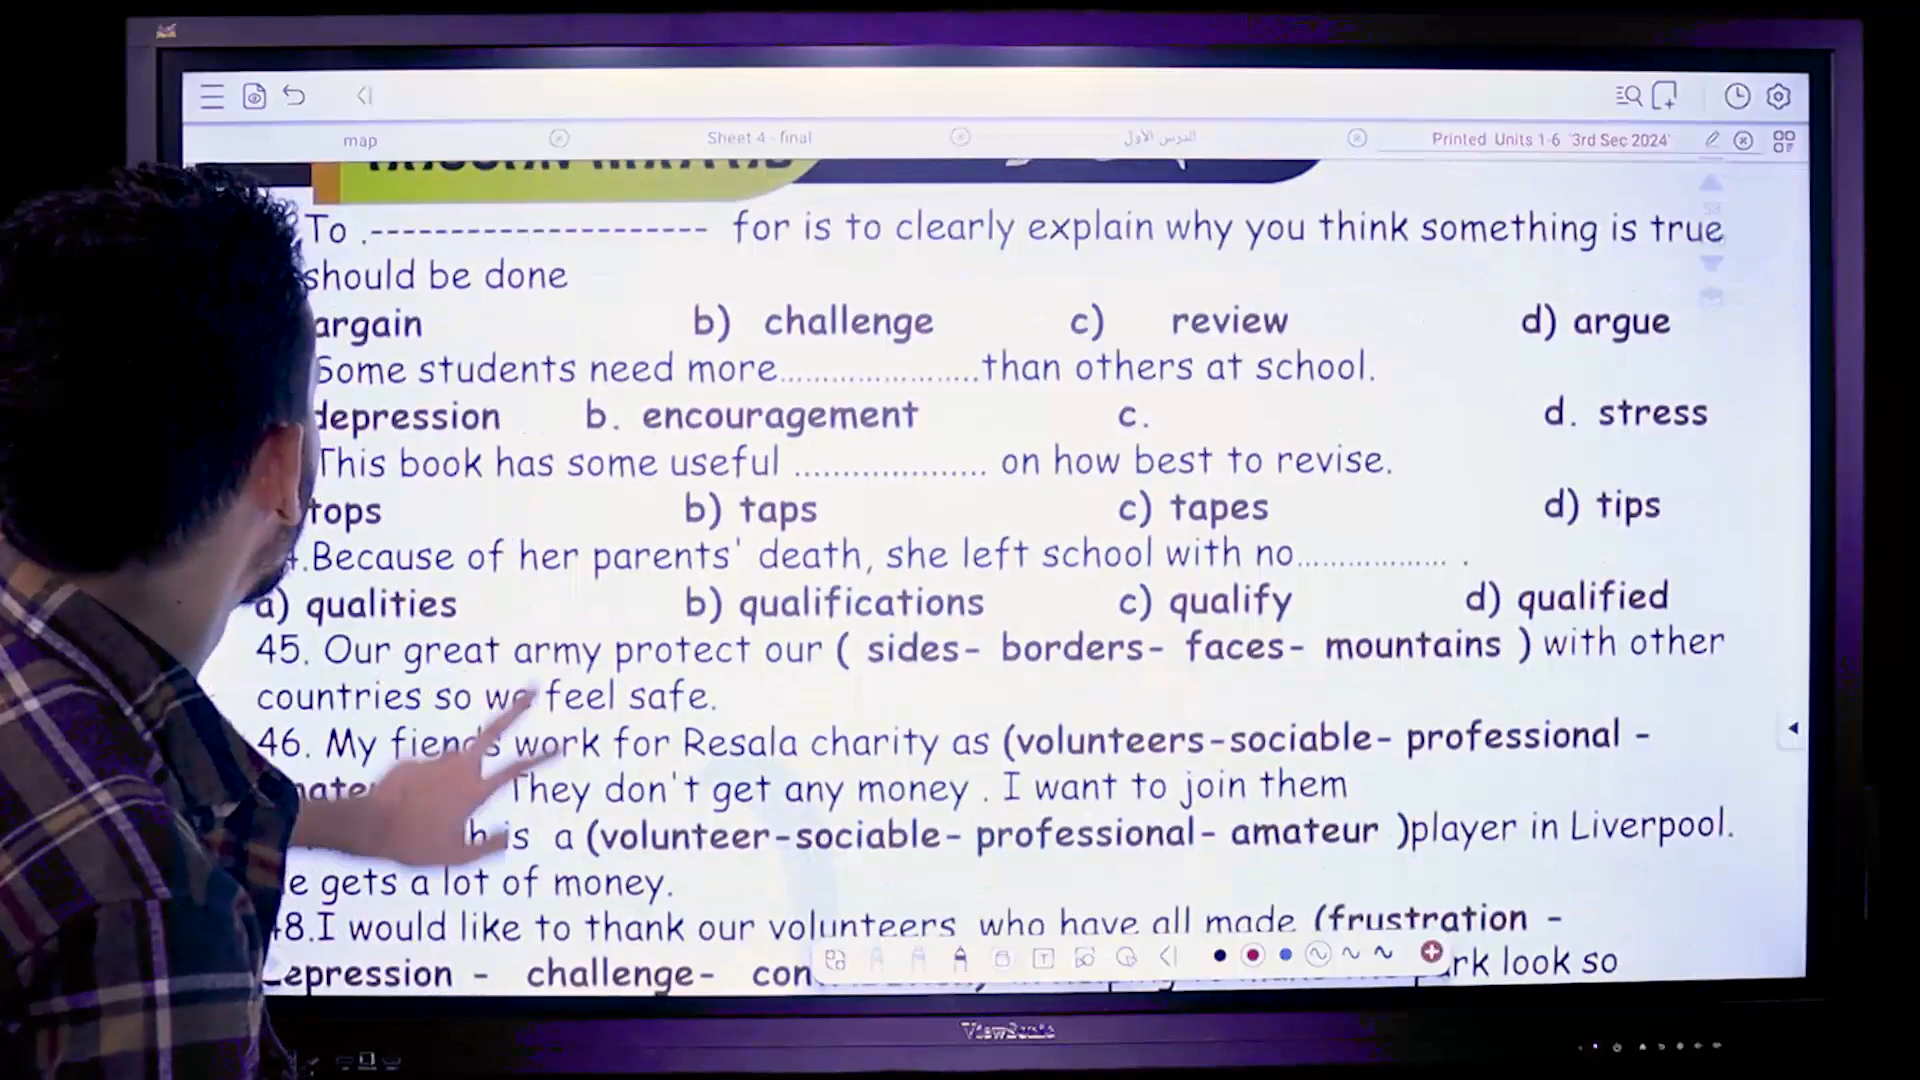 map
Sheet 4 - final
الدرس الأول
Printed Units 1-6 '3rd Sec 2024'
To .--------------------- for is to clearly explain why you think something is true
should be done
argain b) challenge c) review d) argue
Some students need more......................than others at school.
depression b. encouragement c. d. stress
This book has some useful ..................... on how best to revise.
tops b) taps c) tapes d) tips
4.Because of her parents' death, she left school with no................. .
a) qualities b) qualifications c) qualify d) qualified
45. Our great army protect our ( sides- borders- faces- mountains ) with other
countries so we feel safe.
46. My fiends work for Resala charity as (volunteers-sociable- professional -
They don't get any money . I want to join them
is a (volunteer-sociable- professional- amateur )player in Liverpool.
e gets a lot of money.
48.I would like to thank our volunteers who have all made (frustration -
depression - challenge- con rk look so
ViewSonic